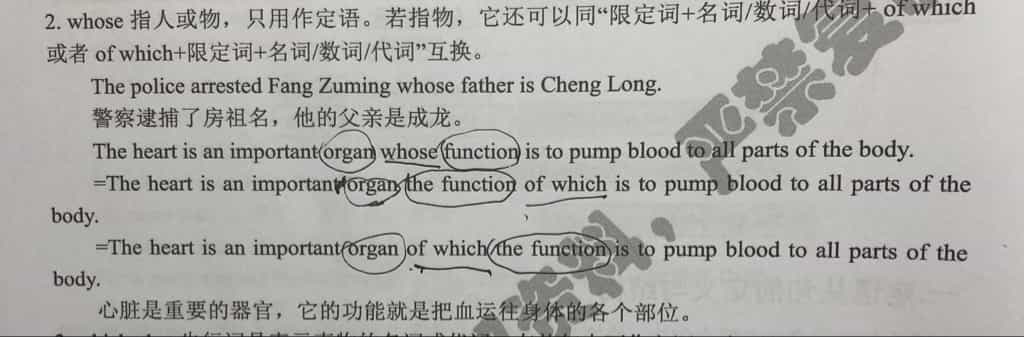 2. whose 指人或物，只用作定语。若指物，它还可以同“限定词+名词/数词/代词+ of which
或者 of which+限定词+名词/数词/代词”互换。
The police arrested Fang Zuming whose father is Cheng Long.
警察逮捕了房祖名，他的父亲是成龙。
The heart is an important organ whose function is to pump blood to all parts of the body.
=The heart is an important organ, the function of which is to pump blood to all parts of the
body.
=The heart is an important organ of which the function is to pump blood to all parts of the
body.
心脏是重要的器官，它的功能就是把血运往身体的各个部位。
资料，严禁